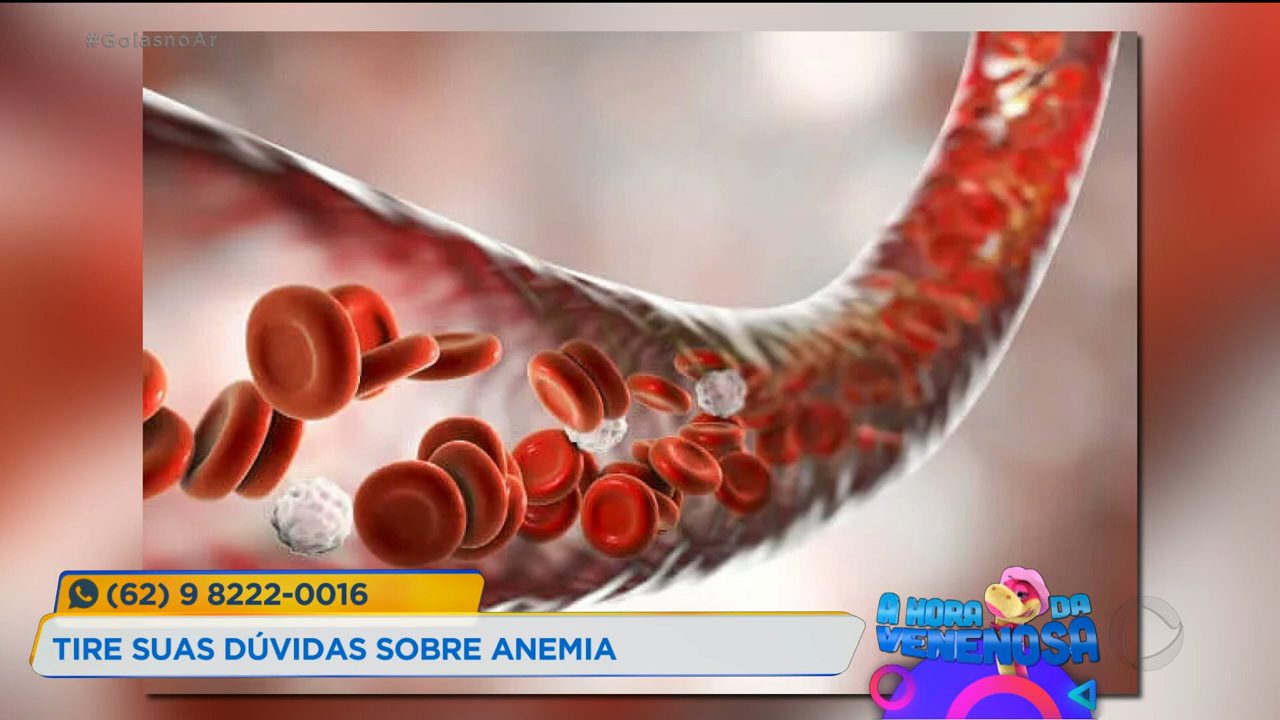 #GoiasnoAr
(62) 9 8222-0016
TIRE SUAS DÚVIDAS SOBRE ANEMIA
A HORA DA
VENENOSA